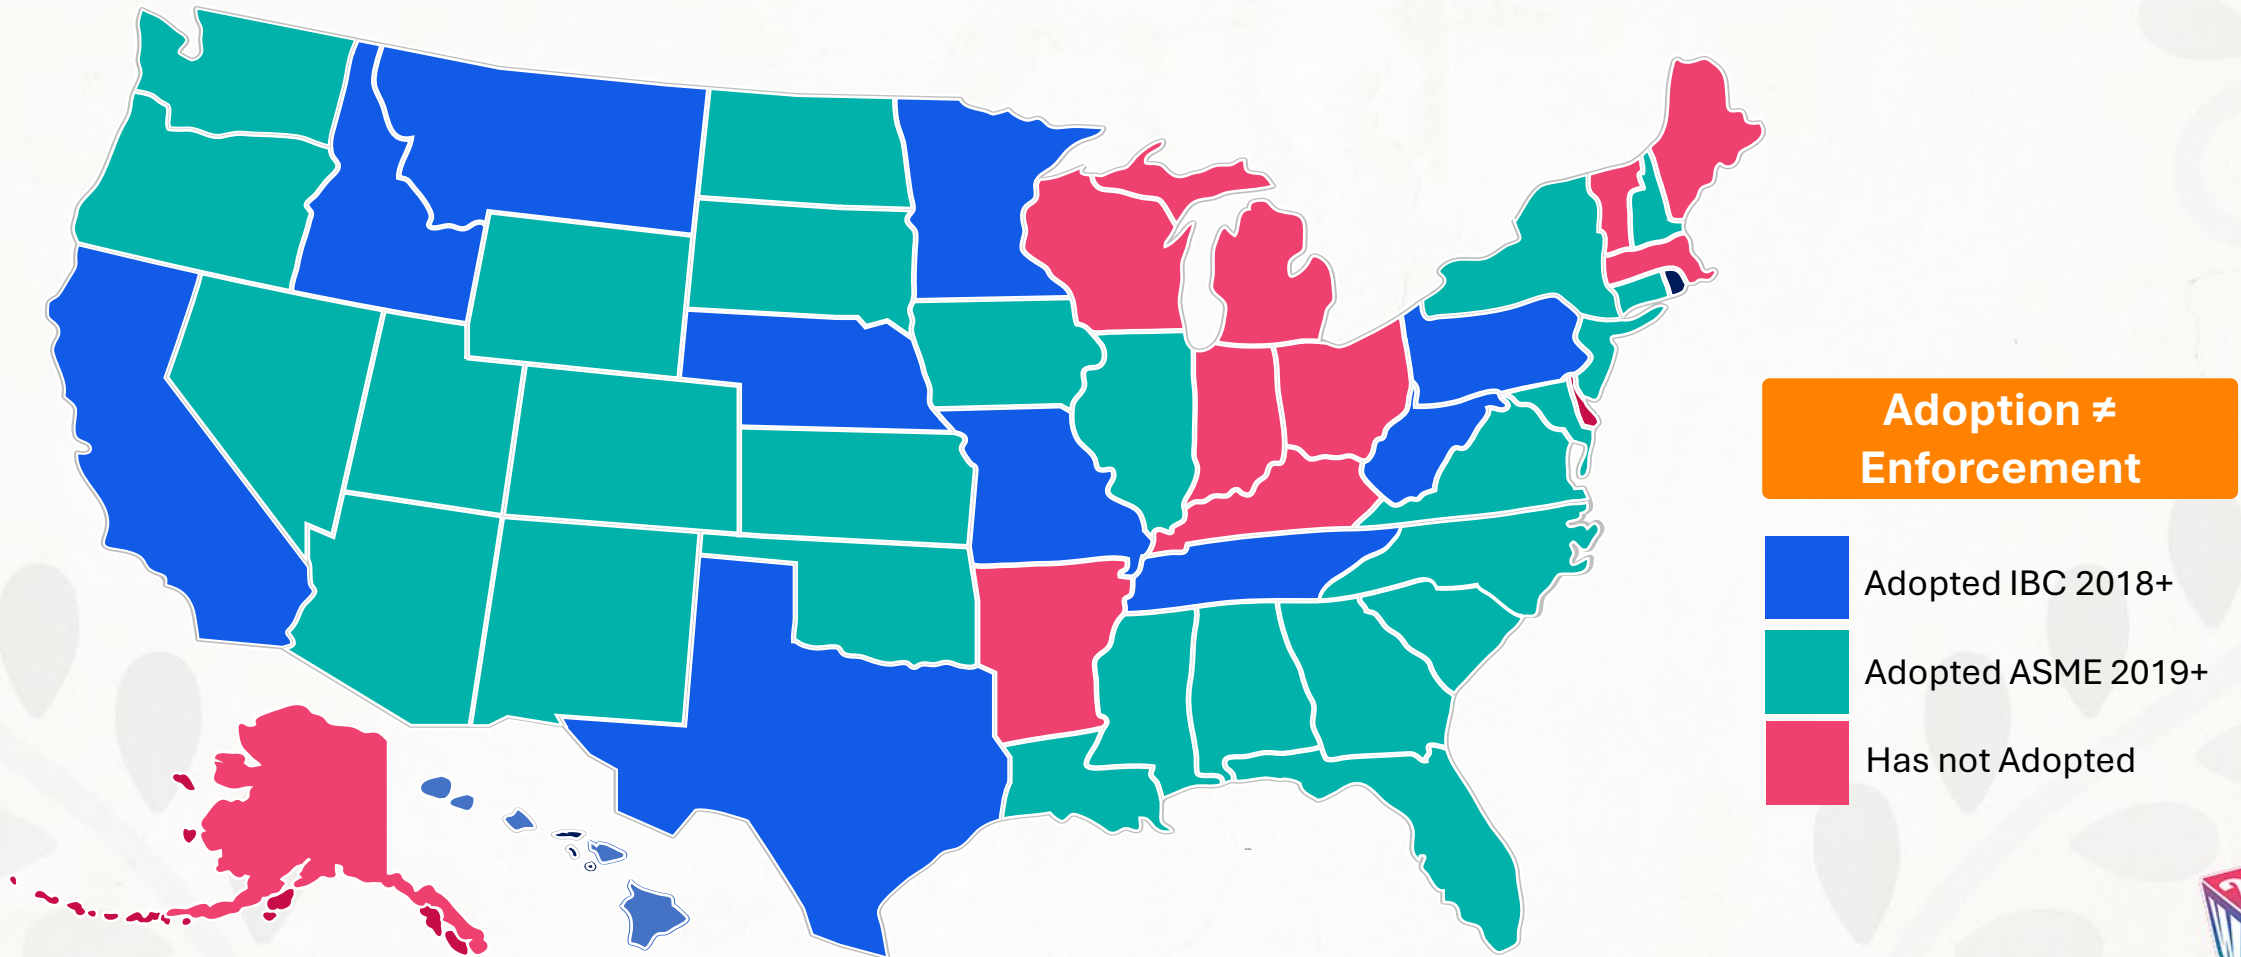 Adoption ≠
Enforcement
Adopted IBC 2018+
Adopted ASME 2019+
Has not Adopted